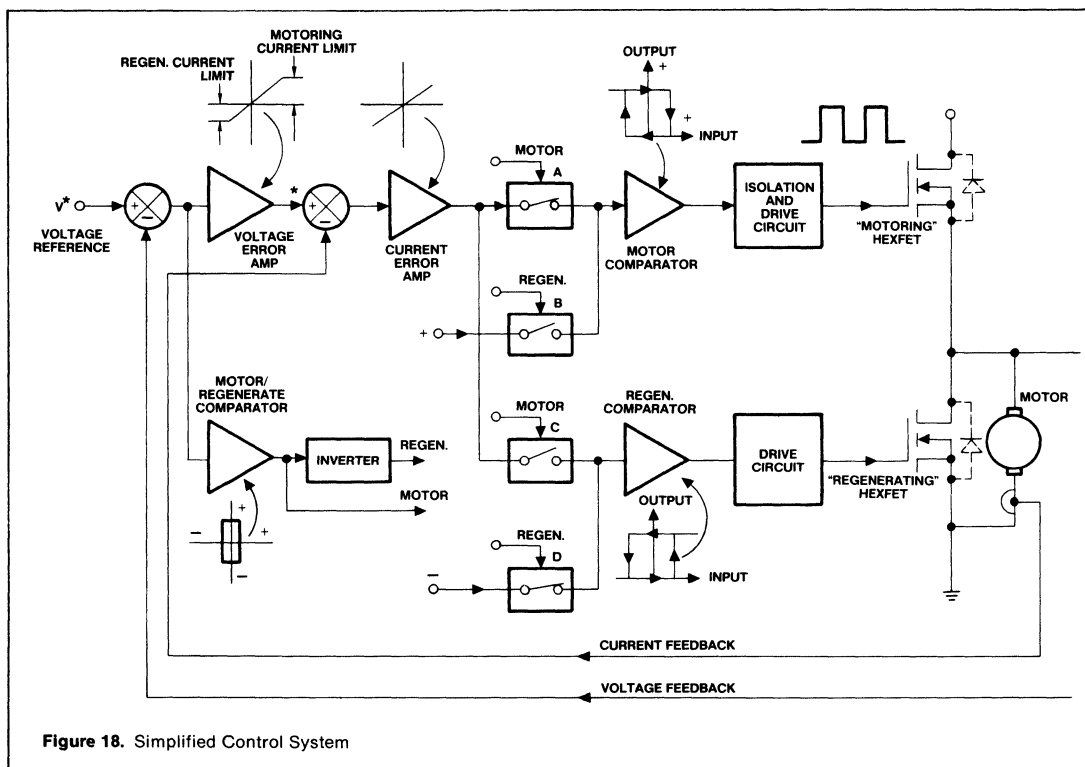 MOTORING
CURRENT LIMIT
REGEN. CURRENT
LIMIT
OUTPUT
+
+
INPUT
MOTOR
A
v*
+
−
VOLTAGE
REFERENCE
VOLTAGE
ERROR
AMP
*
+
−
CURRENT
ERROR
AMP
MOTOR
COMPARATOR
ISOLATION
AND
DRIVE
CIRCUIT
"MOTORING"
HEXFET
REGEN.
B
+
MOTOR/
REGENERATE
COMPARATOR
INVERTER
REGEN.
MOTOR
+
−
+
−
MOTOR
C
REGEN.
COMPARATOR
DRIVE
CIRCUIT
"REGENERATING"
HEXFET
MOTOR
REGEN.
D
−
OUTPUT
INPUT
CURRENT FEEDBACK
VOLTAGE FEEDBACK
Figure 18. Simplified Control System